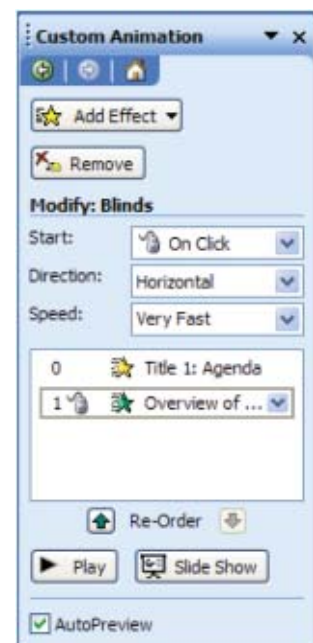 Custom Animation
Add Effect
Remove
Modify: Blinds
Start: On Click
Direction: Horizontal
Speed: Very Fast
0 Title 1: Agenda
1 Overview of ...
Re-Order
Play Slide Show
AutoPreview